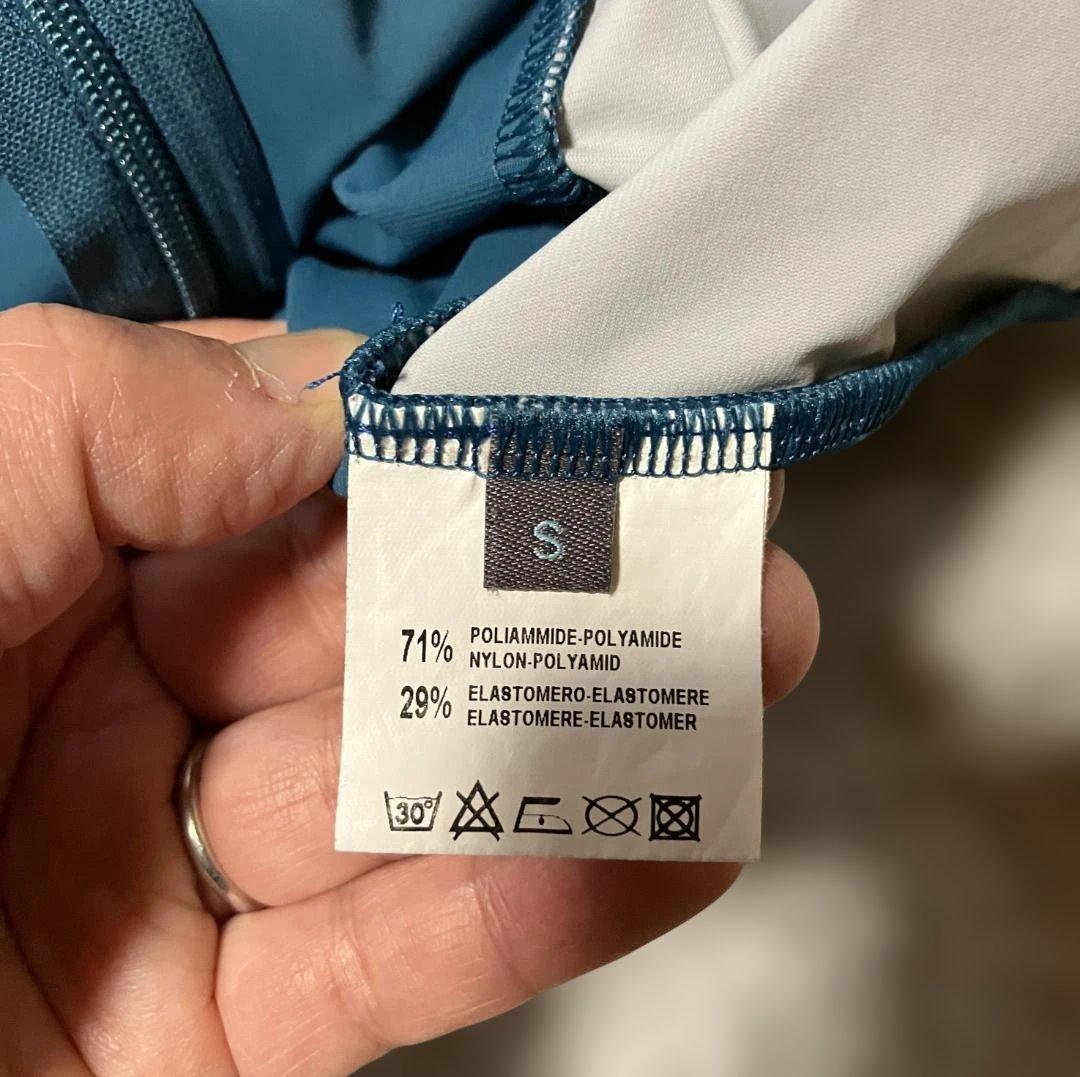 S
71% POLIAMMIDE-POLYAMIDE
NYLON-POLYAMID
29% ELASTOMERO-ELASTOMERE
ELASTOMERE-ELASTOMER
30°